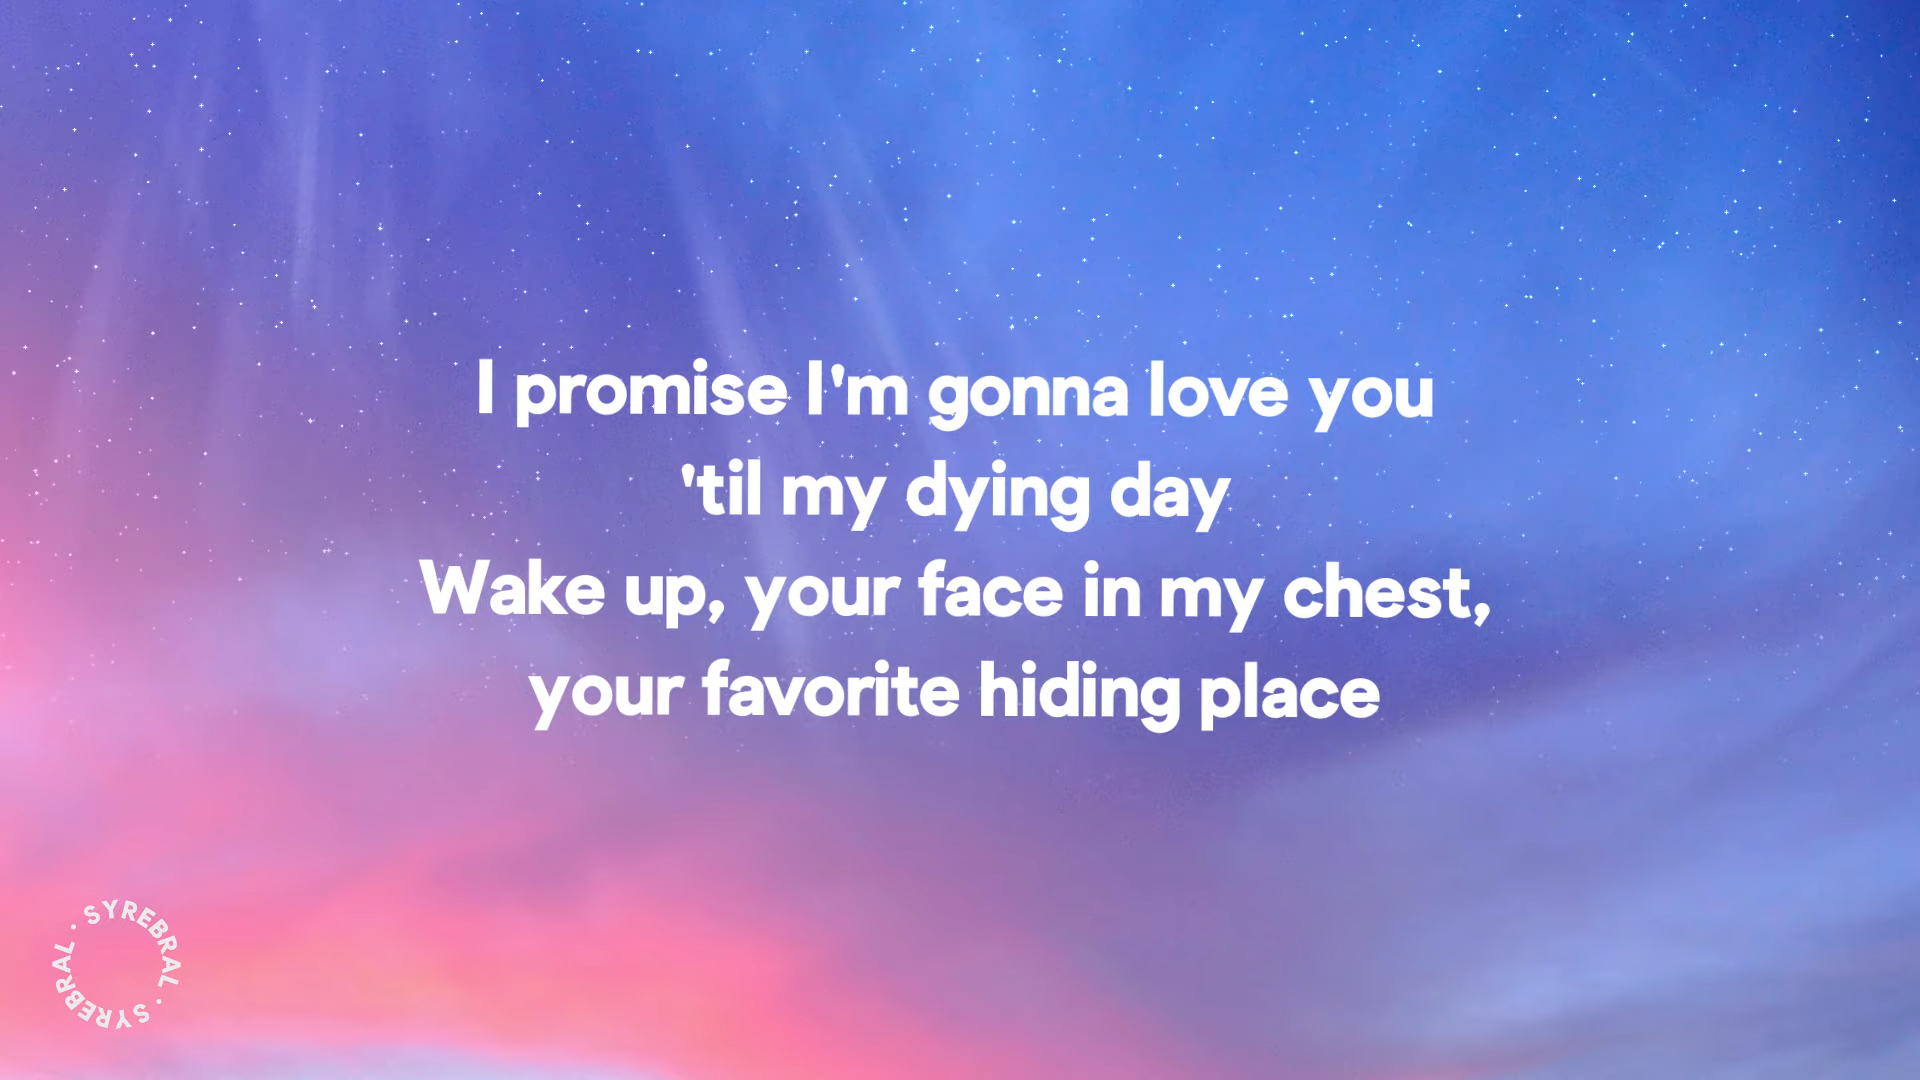 I promise I'm gonna love you
'til my dying day
Wake up, your face in my chest,
your favorite hiding place
SYREBRAL · SYREBRAL ·